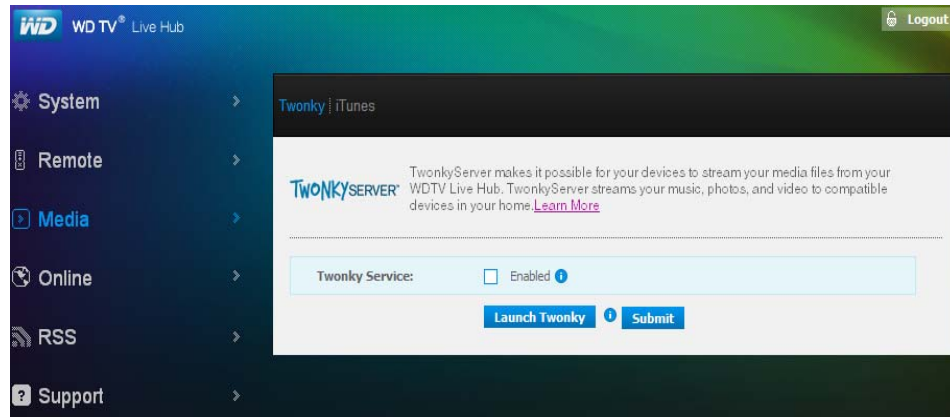 WD WD TV® Live Hub
Logout
System
Remote
Media
Online
RSS
Support
Twonky | iTunes
TWONKYSERVER™
TwonkyServer makes it possible for your devices to stream your media files from your
WDTV Live Hub. TwonkyServer streams your music, photos, and video to compatible
devices in your home.Learn More
Twonky Service:
Enabled
Launch Twonky
Submit